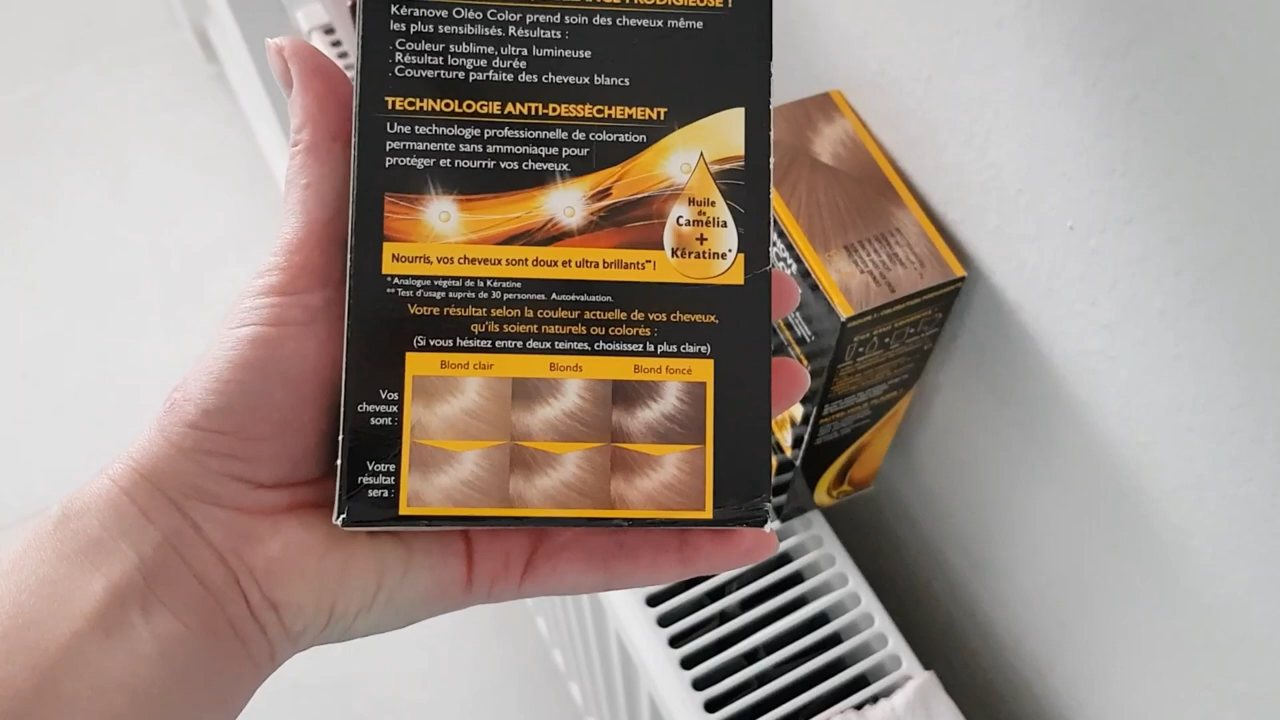 PRODIGIEUSE !
Kéranove Oléo Color prend soin des cheveux même
les plus sensibilisés. Résultats :
. Couleur sublime, ultra lumineuse
. Résultat longue durée
. Couverture parfaite des cheveux blancs
TECHNOLOGIE ANTI-DESSÈCHEMENT
Une technologie professionnelle de coloration
permanente sans ammoniaque pour
protéger et nourrir vos cheveux.
Huile
de
Camélia
+
Kératine*
Nourris, vos cheveux sont doux et ultra brillants** !
* Analogue végétal de la Kératine
** Test d'usage auprès de 30 personnes. Autoévaluation.
Votre résultat selon la couleur actuelle de vos cheveux,
qu'ils soient naturels ou colorés :
(Si vous hésitez entre deux teintes, choisissez la plus claire)
Blond clair
Blonds
Blond foncé
Vos
cheveux
sont :
Votre
résultat
sera :